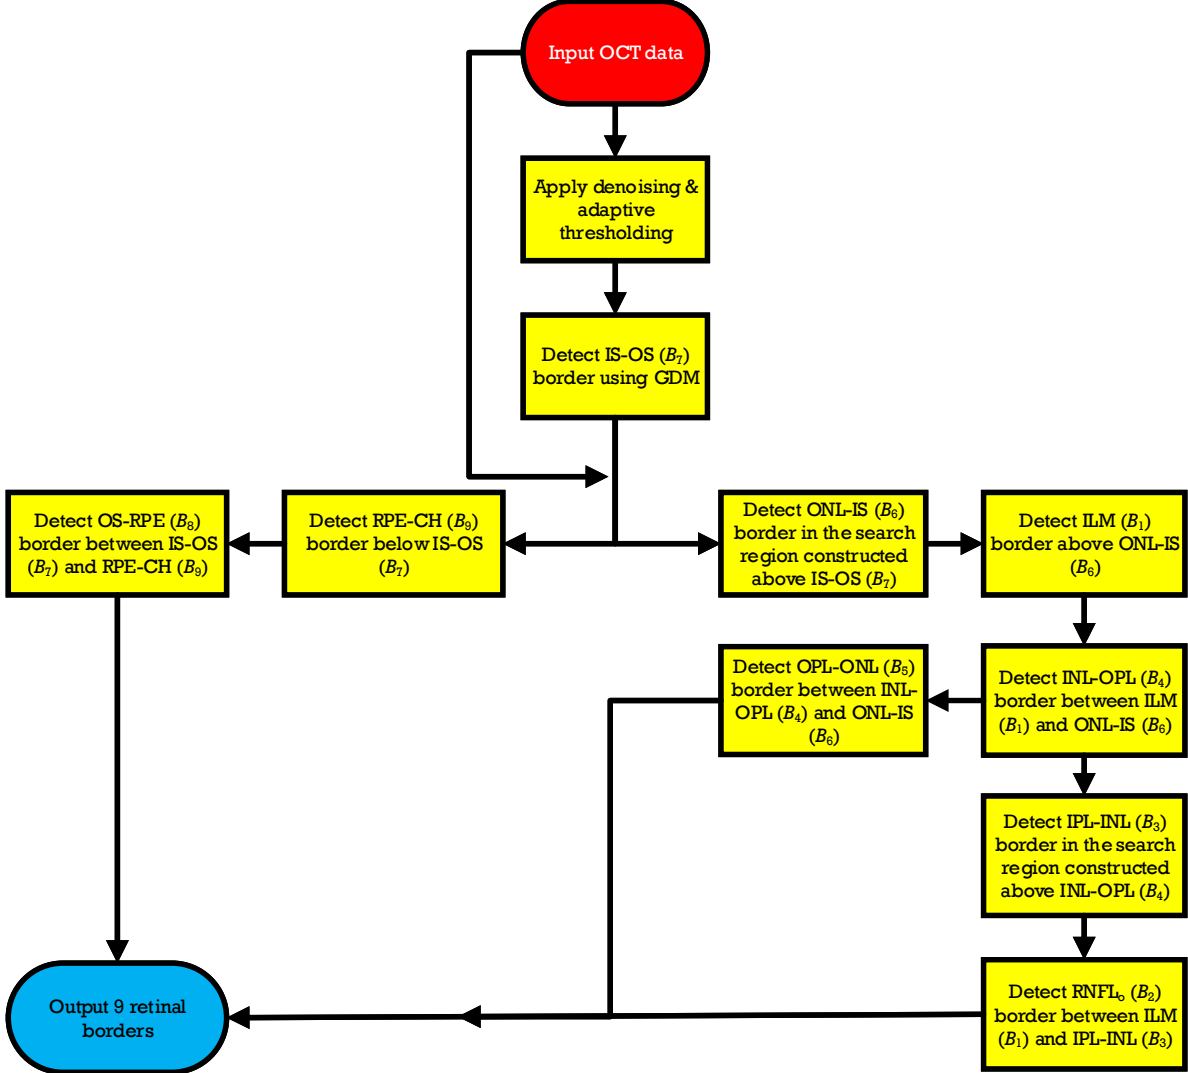 Input OCT data
Apply denoising &
adaptive
thresholding
Detect IS-OS (B₇)
border using GDM
Detect OS-RPE (B₈)
border between IS-OS
(B₇) and RPE-CH (B₉)
Detect RPE-CH (B₉)
border below IS-OS
(B₇)
Detect ONL-IS (B₆)
border in the search
region constructed
above IS-OS (B₇)
Detect ILM (B₁)
border above ONL-IS
(B₆)
Detect OPL-ONL (B₅)
border between INL-
OPL (B₄) and ONL-IS
(B₆)
Detect INL-OPL (B₄)
border between ILM
(B₁) and ONL-IS (B₆)
Detect IPL-INL (B₃)
border in the search
region constructed
above INL-OPL (B₄)
Output 9 retinal
borders
Detect RNFLₒ (B₂)
border between ILM
(B₁) and IPL-INL (B₃)